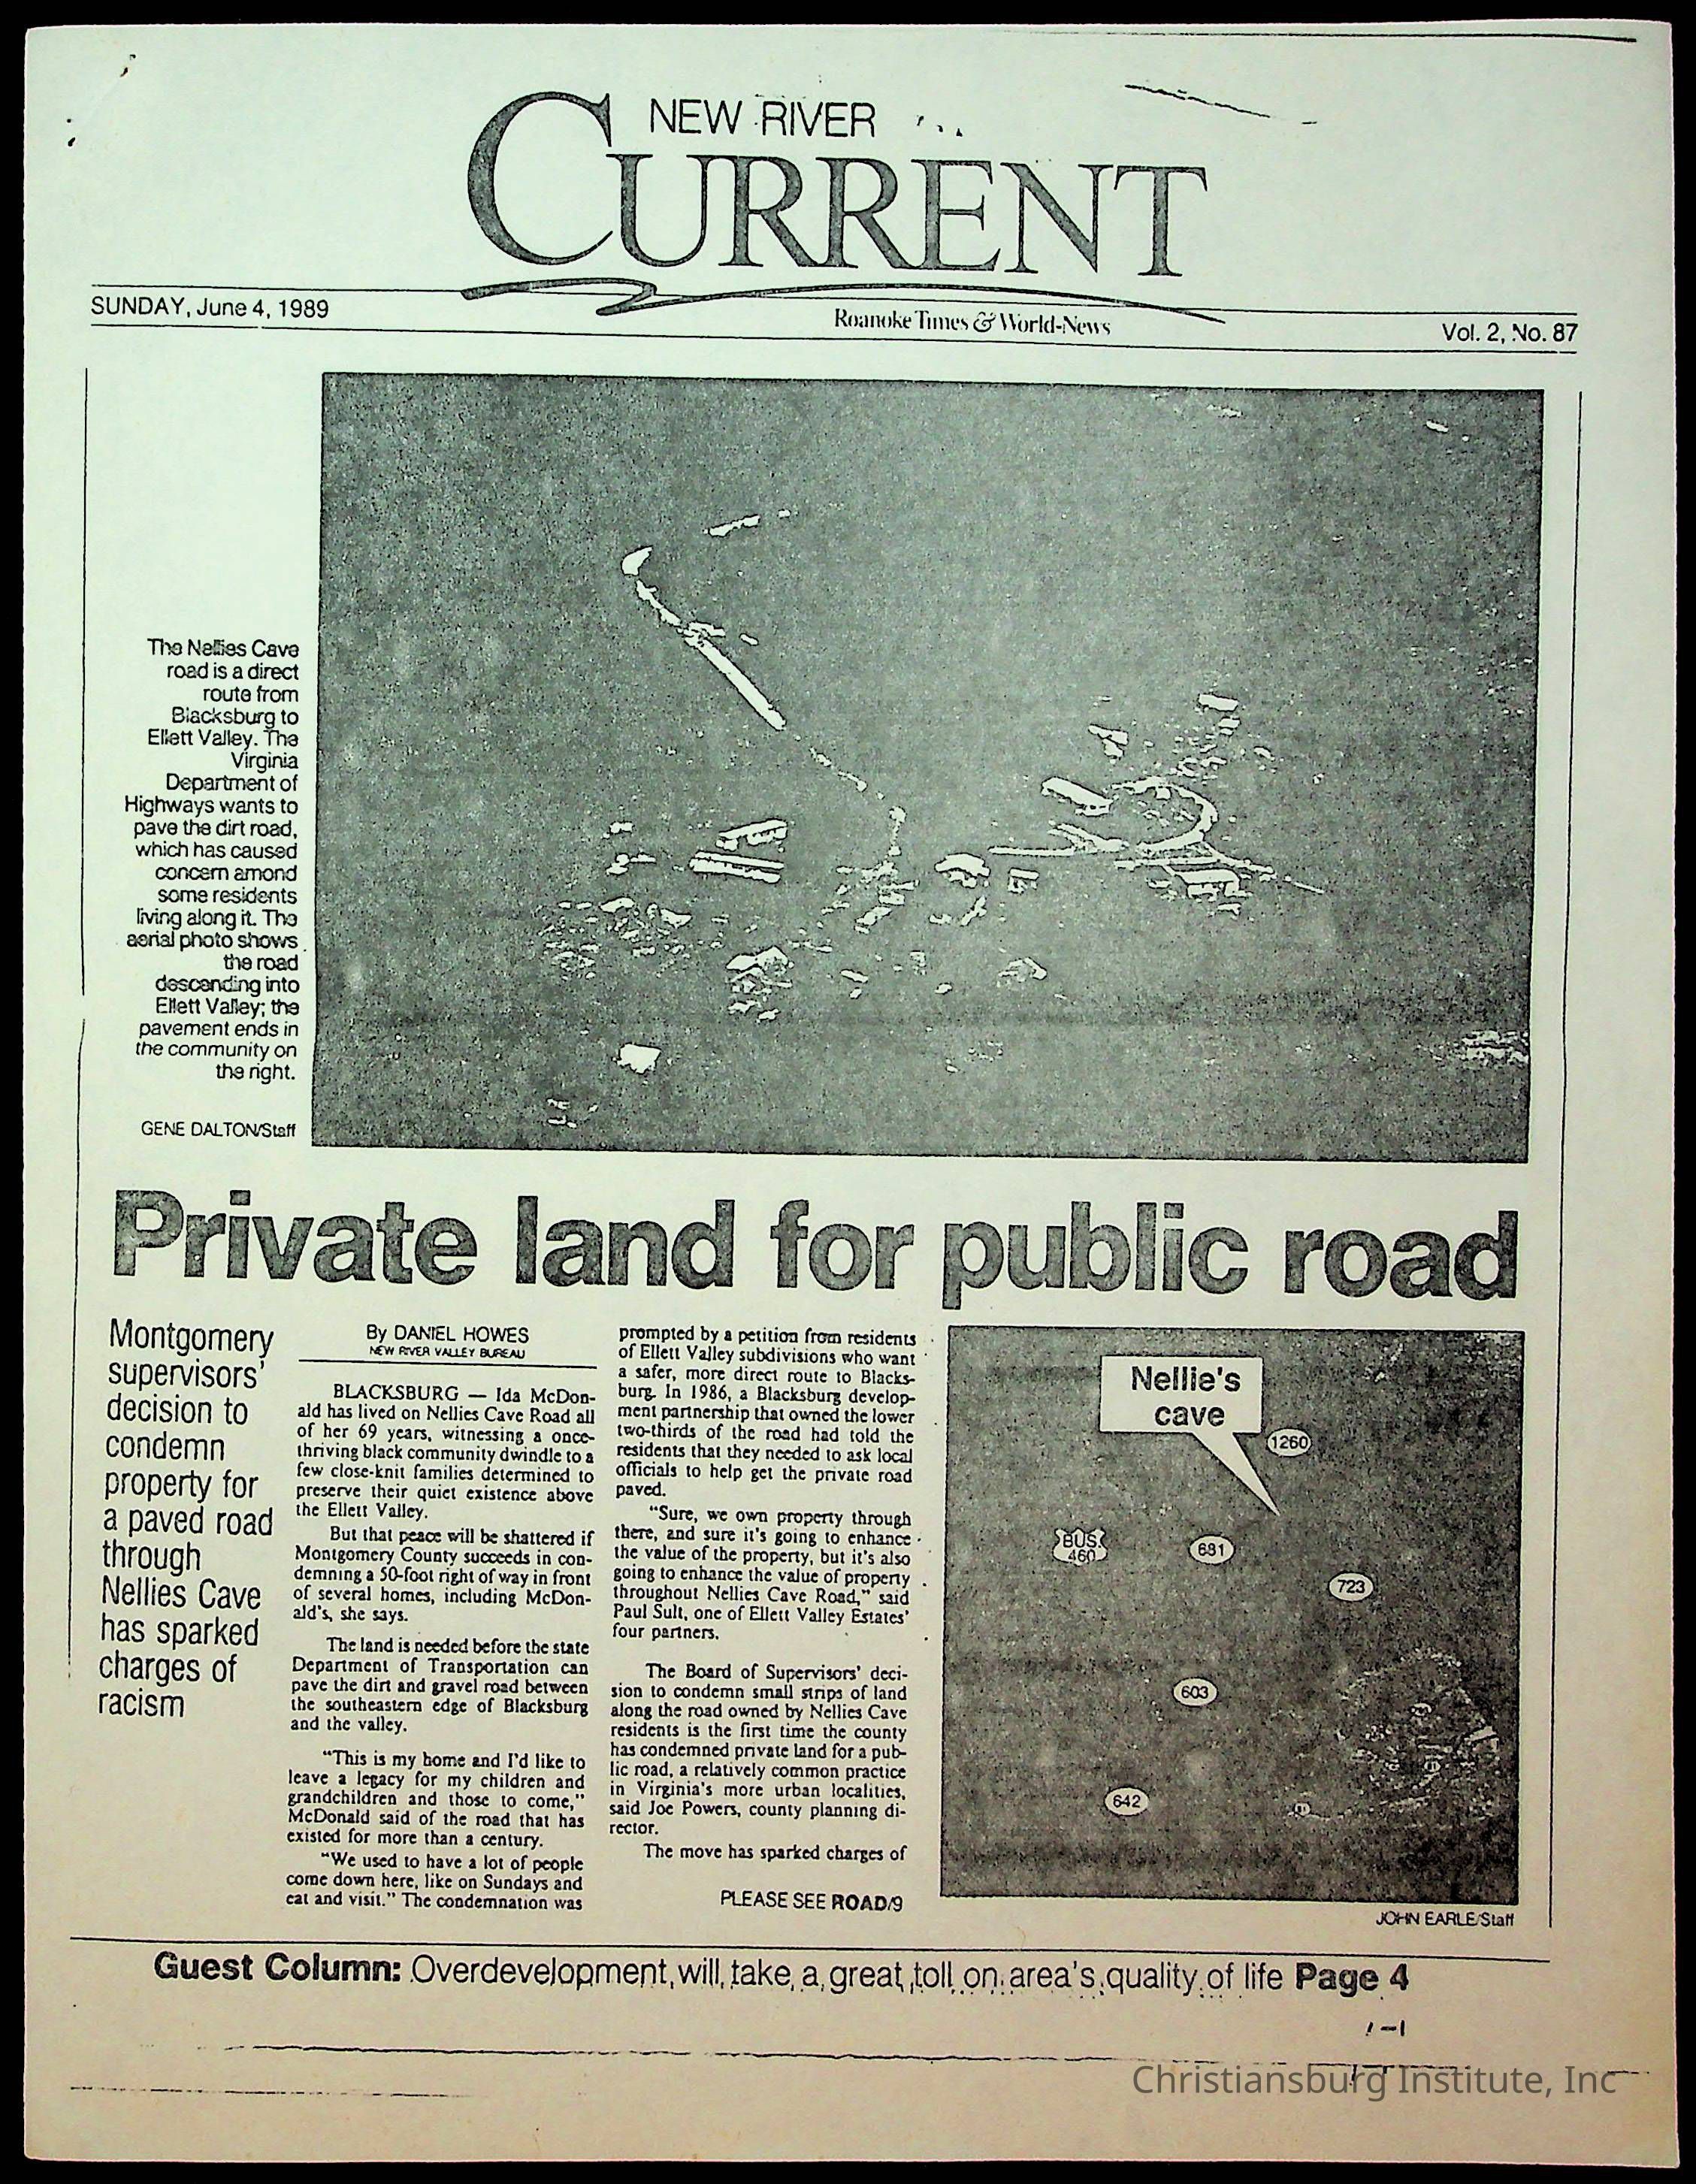 NEW RIVER
CURRENT
SUNDAY, June 4, 1989
Roanoke Times & World-News
Vol. 2, No. 87
The Nellies Cave
road is a direct
route from
Blacksburg to
Ellett Valley. The
Virginia
Department of
Highways wants to
pave the dirt road,
which has caused
concern amond
some residents
living along it. The
aerial photo shows
the road
descending into
Ellett Valley; the
pavement ends in
the community on
the right.
GENE DALTON/Staff
Private land for public road
Montgomery
supervisors'
decision to
condemn
property for
a paved road
through
Nellies Cave
has sparked
charges of
racism
By DANIEL HOWES
NEW RIVER VALLEY BUREAU
BLACKSBURG — Ida McDon-
ald has lived on Nellies Cave Road all
of her 69 years, witnessing a once-
thriving black community dwindle to a
few close-knit families determined to
preserve their quiet existence above
the Ellett Valley.
But that peace will be shattered if
Montgomery County succeeds in con-
demning a 50-foot right of way in front
of several homes, including McDon-
ald's, she says.
The land is needed before the state
Department of Transportation can
pave the dirt and gravel road between
the southeastern edge of Blacksburg
and the valley.
"This is my home and I'd like to
leave a legacy for my children and
grandchildren and those to come,"
McDonald said of the road that has
existed for more than a century.
"We used to have a lot of people
come down here, like on Sundays and
eat and visit." The condemnation was
prompted by a petition from residents
of Ellett Valley subdivisions who want
a safer, more direct route to Blacks-
burg. In 1986, a Blacksburg develop-
ment partnership that owned the lower
two-thirds of the road had told the
residents that they needed to ask local
officials to help get the private road
paved.
"Sure, we own property through
there, and sure it's going to enhance
the value of the property, but it's also
going to enhance the value of property
throughout Nellies Cave Road," said
Paul Sult, one of Ellett Valley Estates'
four partners.
The Board of Supervisors' deci-
sion to condemn small strips of land
along the road owned by Nellies Cave
residents is the first time the county
has condemned private land for a pub-
lic road, a relatively common practice
in Virginia's more urban localities,
said Joe Powers, county planning di-
rector.
The move has sparked charges of
PLEASE SEE ROAD/9
Nellie's
cave
1260
BUS.
460
681
723
603
642
JOHN EARLE/Staff
Guest Column: Overdevelopment will take a great toll on area's quality of life Page 4
1-1
Christiansburg Institute, Inc